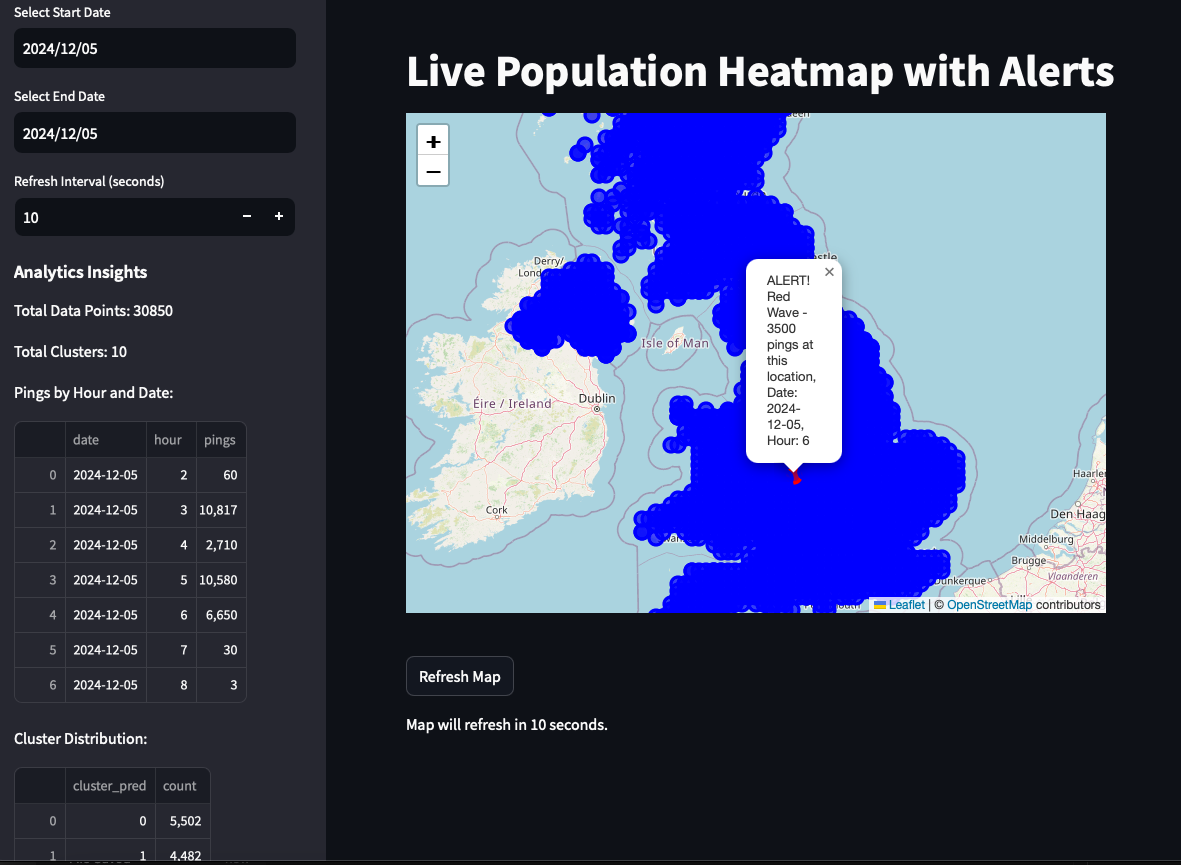 Select Start Date
2024/12/05
Select End Date
2024/12/05
Refresh Interval (seconds)
10 − +
Analytics Insights
Total Data Points: 30850
Total Clusters: 10
Pings by Hour and Date:
date hour pings
0 2024-12-05 2 60
1 2024-12-05 3 10,817
2 2024-12-05 4 2,710
3 2024-12-05 5 10,580
4 2024-12-05 6 6,650
5 2024-12-05 7 30
6 2024-12-05 8 3
Cluster Distribution:
cluster_pred count
0 0 5,502
1 1 4,482
Live Population Heatmap with Alerts
+
−
Derry/
Isle of Man
Éire / Ireland
Dublin
Cork
×
ALERT!
Red
Wave -
3500
pings at
this
location,
Date:
2024-
12-05,
Hour: 6
Den Haag
Middelburg
Brugge
Vlaanderen
Leaflet | © OpenStreetMap contributors
Refresh Map
Map will refresh in 10 seconds.